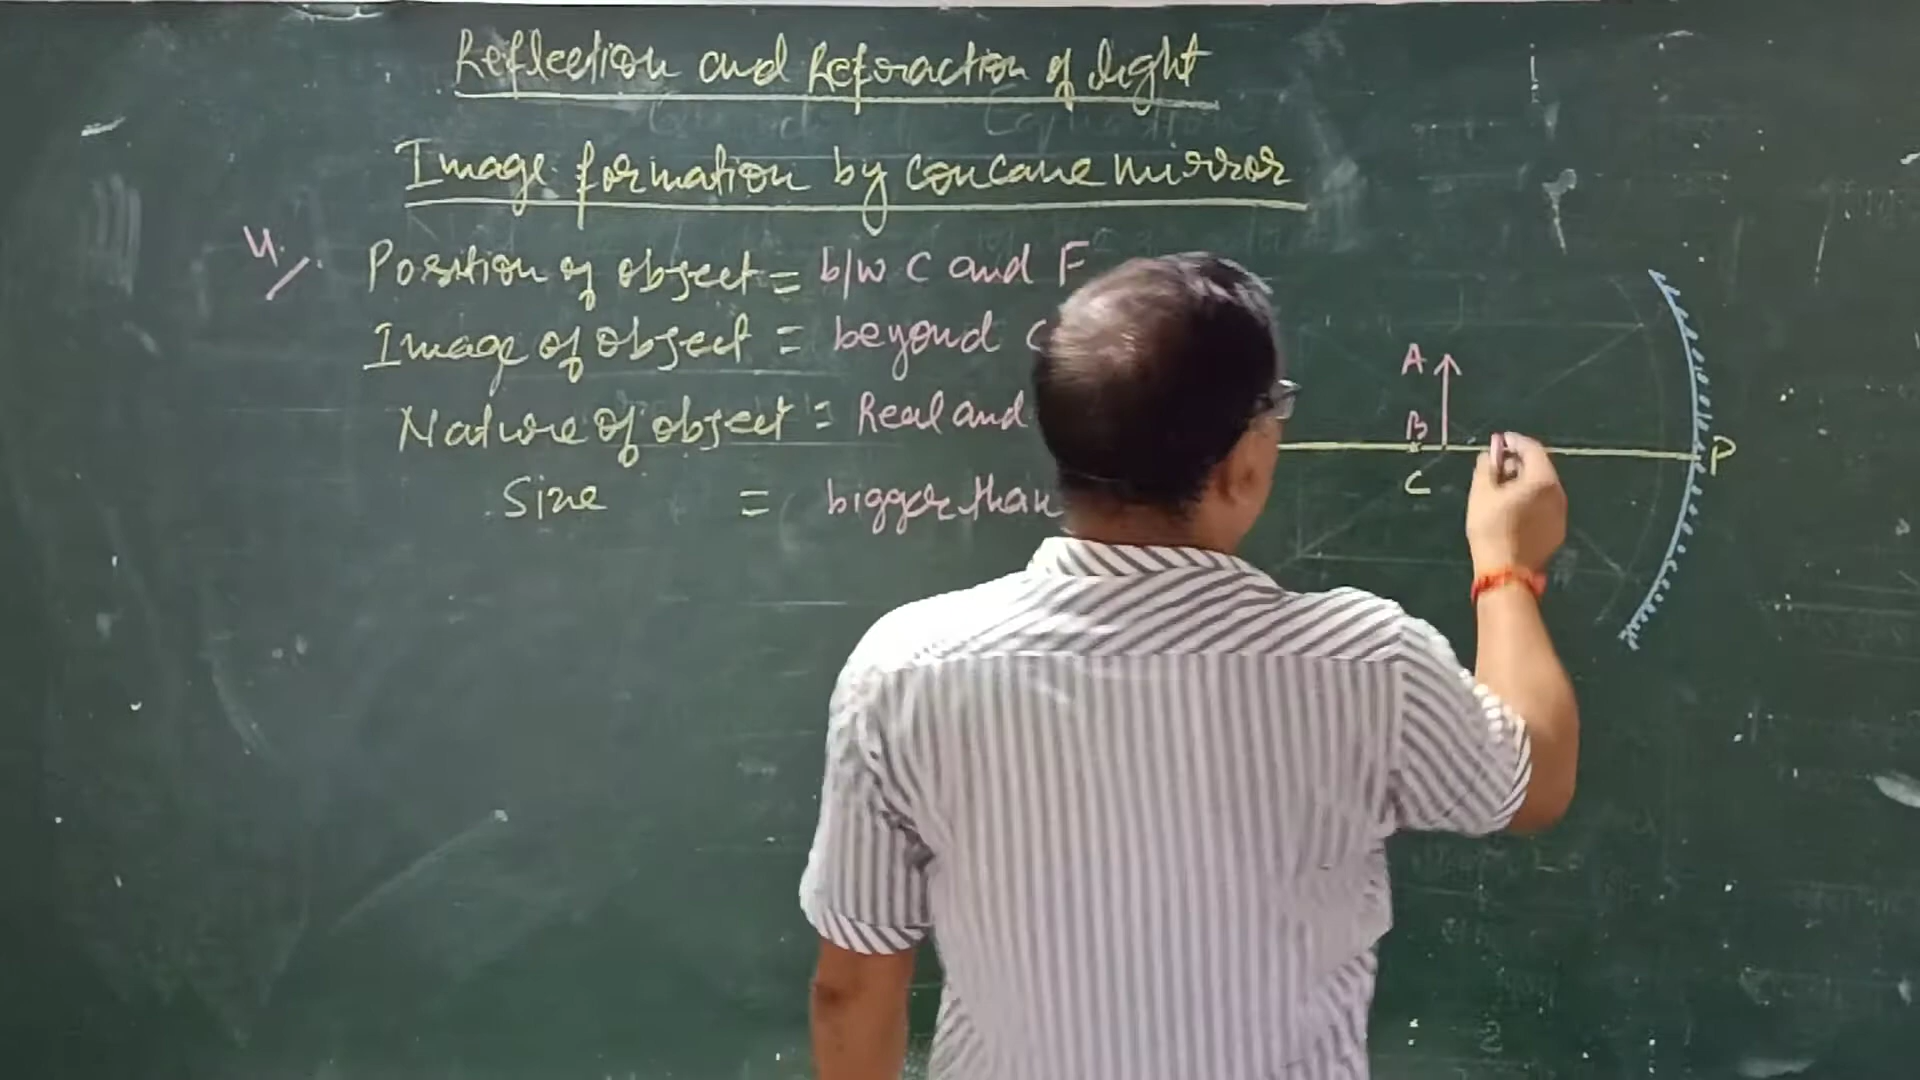 Reflection and Refraction of light
Image formation by concave mirror
4/. Position of object = b/w C and F
Image of object = beyond C
Nature of object = Real and
Size = bigger than
A
B
C
P